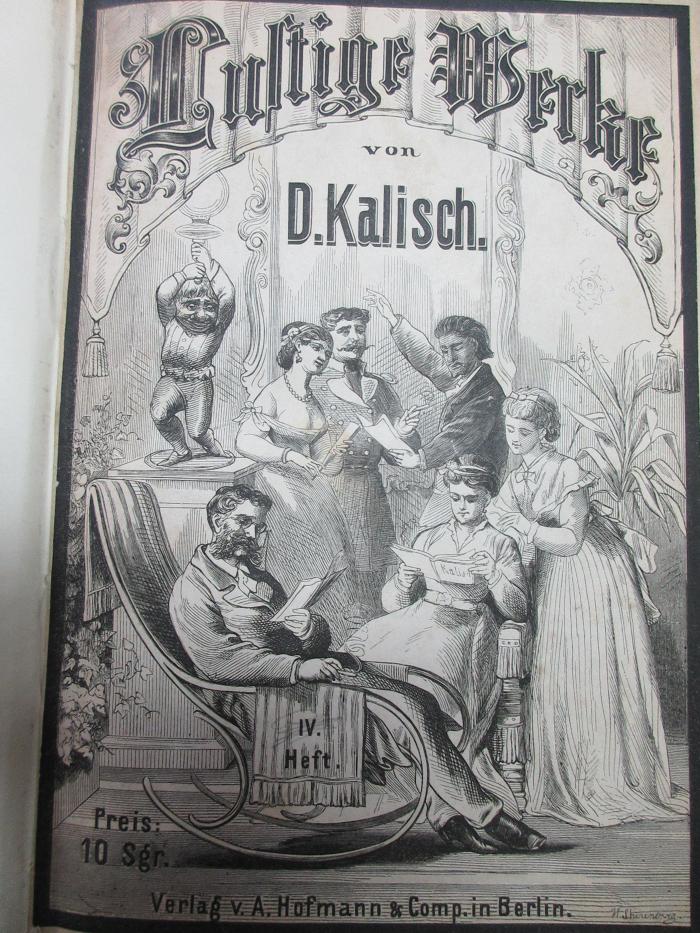 Lustige Werke
von
D. Kalisch.
Kalisch
IV.
Heft.
Preis:
10 Sgr.
Verlag v. A. Hofmann & Comp. in Berlin.